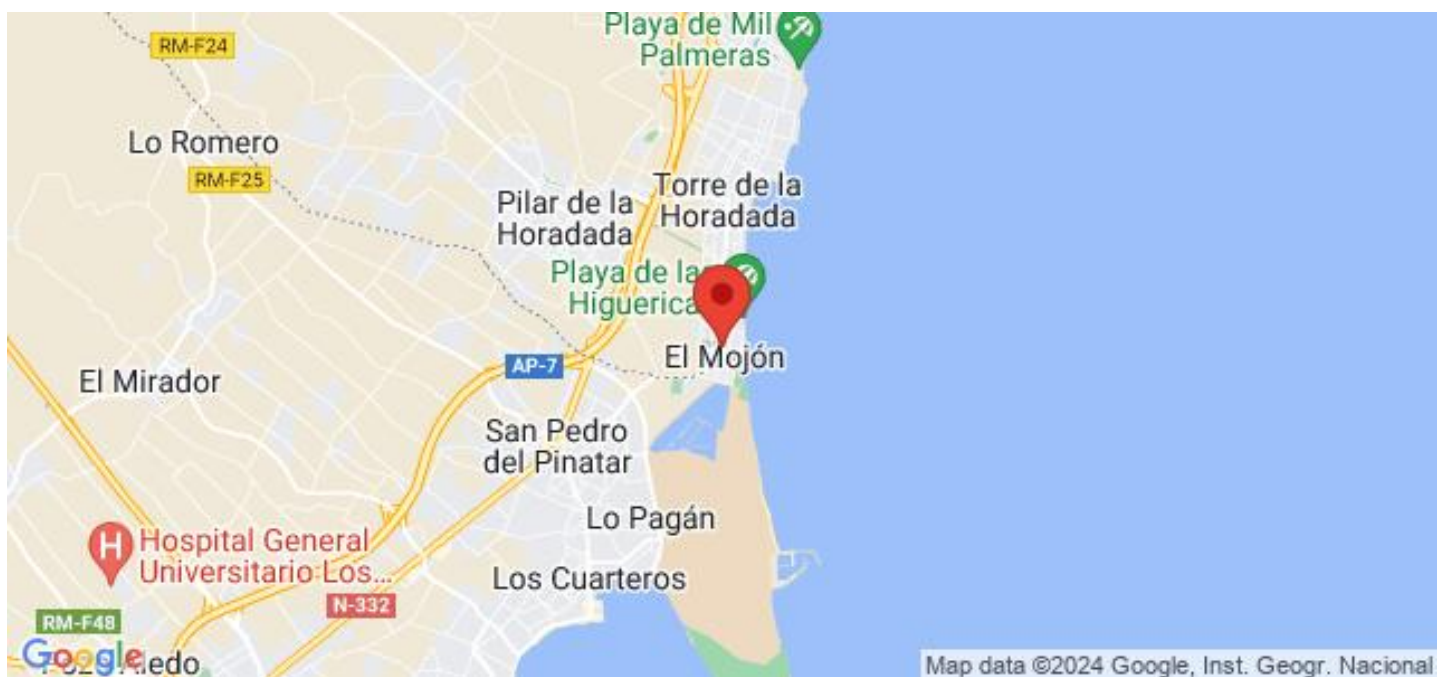 Playa de Mil
Palmeras
RM-F24
Lo Romero
RM-F25
Torre de la
Horadada
Pilar de la
Horadada
Playa de la
Higuerica
El Mojón
AP-7
El Mirador
San Pedro
del Pinatar
Lo Pagán
H
Hospital General
Universitario Los...
Los Cuarteros
N-332
RM-F48
Google
Map data ©2024 Google, Inst. Geogr. Nacional